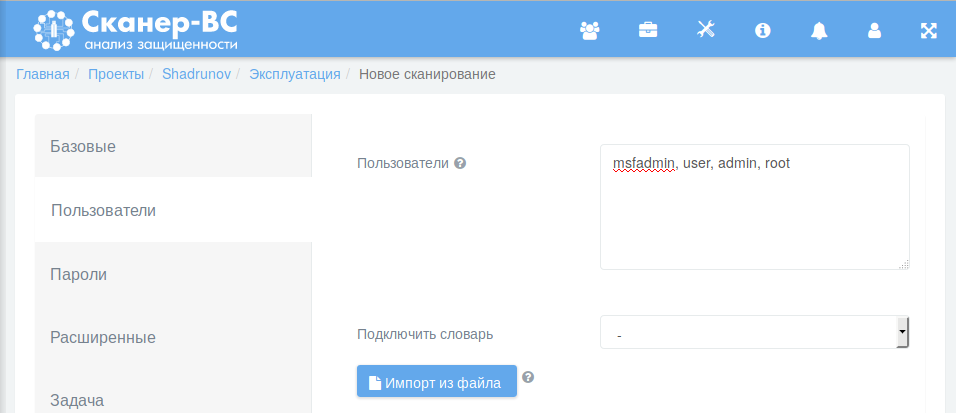 Сканер-ВС
анализ защищенности
Главная / Проекты / Shadrunov / Эксплуатация / Новое сканирование
Базовые
Пользователи
Пароли
Расширенные
Задача
Пользователи
msfadmin, user, admin, root
Подключить словарь
-
Импорт из файла